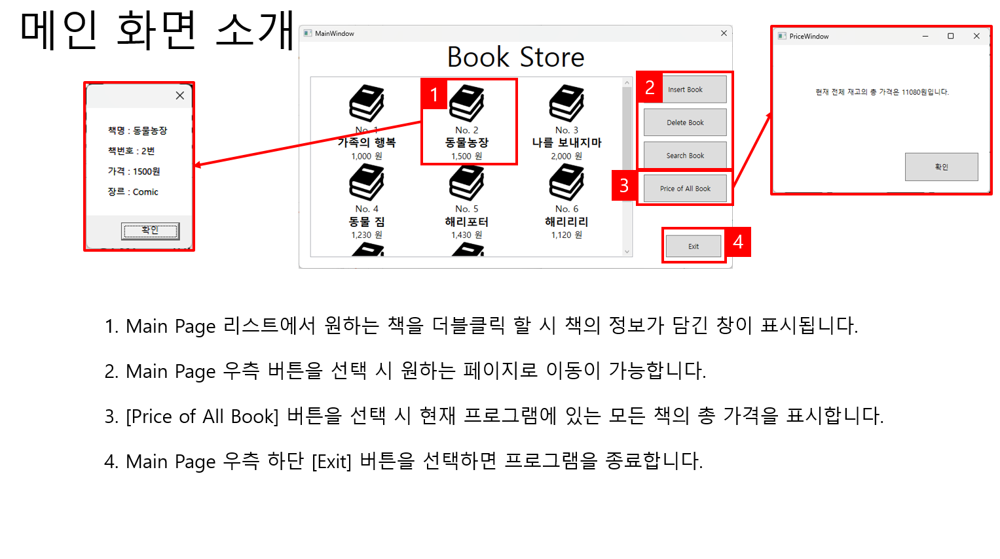 메인 화면 소개
MainWindow
Book Store
1
No. 1
가족의 행복
1,000 원
No. 2
동물농장
1,500 원
No. 3
나를 보내지마
2,000 원
No. 4
동물 짐
1,230 원
No. 5
해리포터
1,430 원
No. 6
해리리리
1,120 원
2
Insert Book
Delete Book
Search Book
3
Price of All Book
Exit
4
책명 : 동물농장
책번호 : 2번
가격 : 1500원
장르 : Comic
확인
PriceWindow
현재 전체 재고의 총 가격은 11080원입니다.
확인
1. Main Page 리스트에서 원하는 책을 더블클릭 할 시 책의 정보가 담긴 창이 표시됩니다.
2. Main Page 우측 버튼을 선택 시 원하는 페이지로 이동이 가능합니다.
3. [Price of All Book] 버튼을 선택 시 현재 프로그램에 있는 모든 책의 총 가격을 표시합니다.
4. Main Page 우측 하단 [Exit] 버튼을 선택하면 프로그램을 종료합니다.